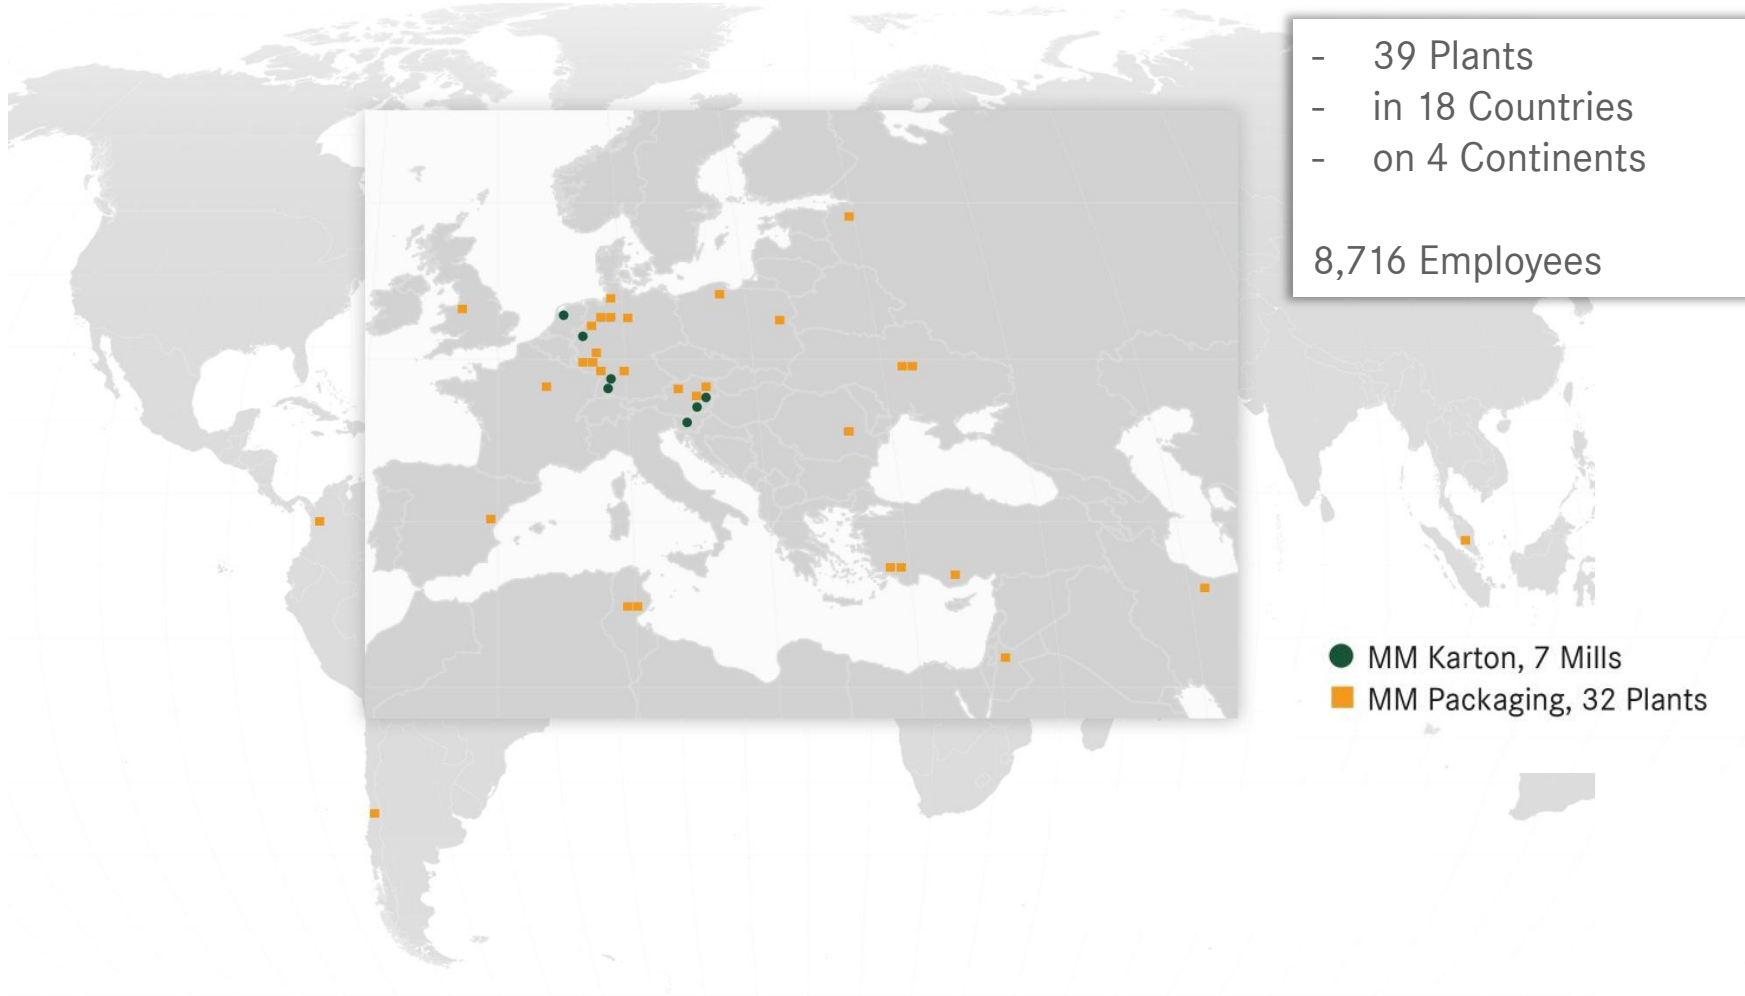 - 39 Plants
- in 18 Countries
- on 4 Continents
8,716 Employees
MM Karton, 7 Mills
MM Packaging, 32 Plants